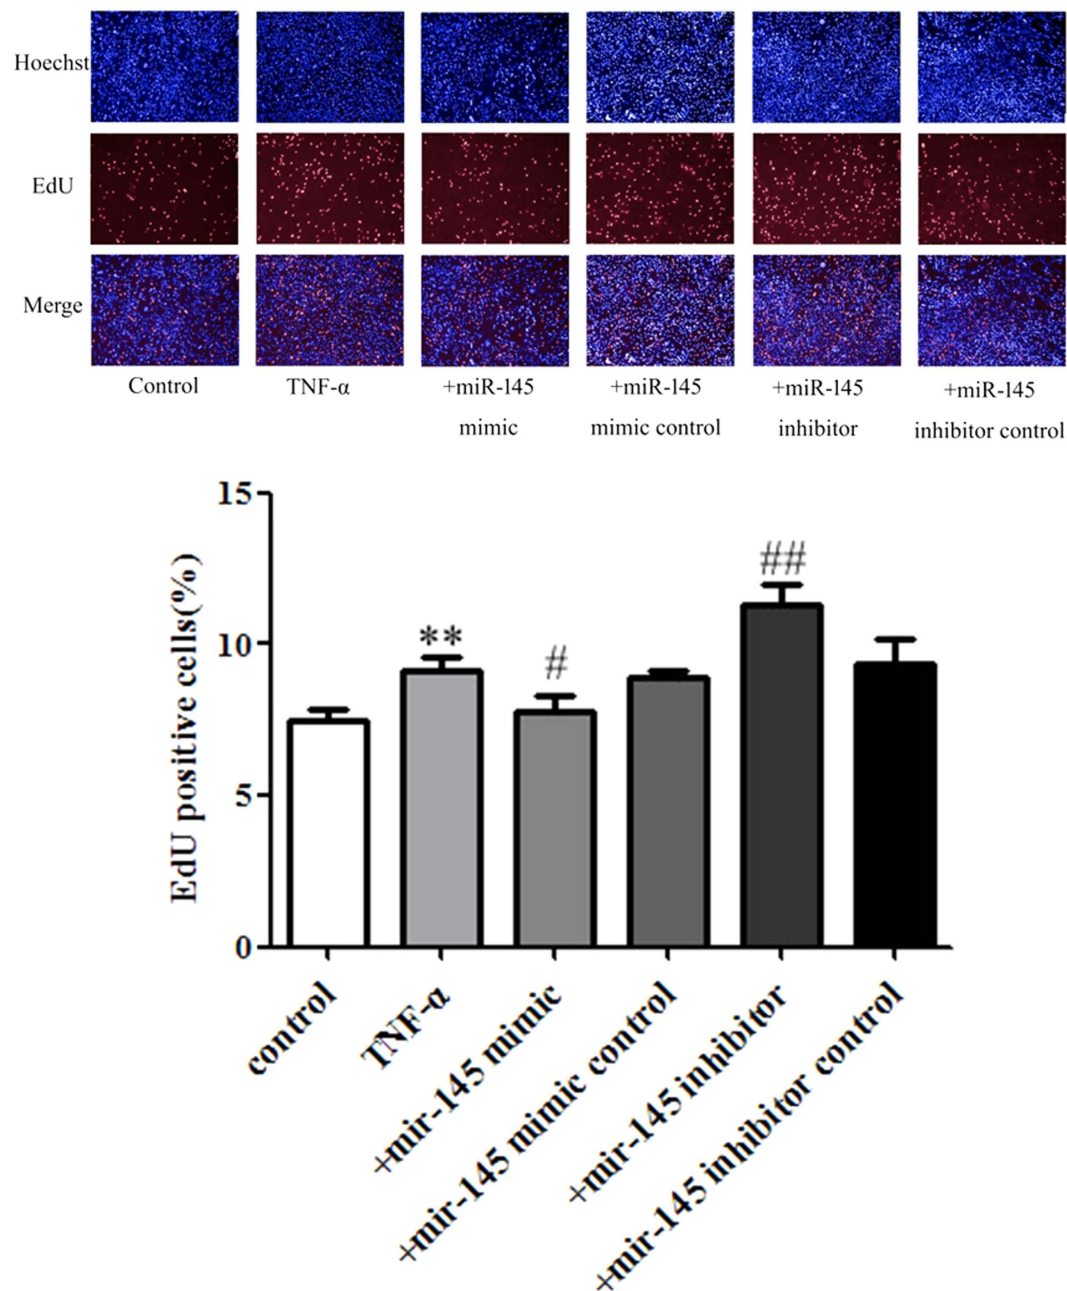 Hoechst
EdU
Merge
Control TNF-α +miR-145 +miR-145 +miR-145 +miR-145
mimic mimic control inhibitor inhibitor control
15
10
5
0
EdU positive cells(%)
**
#
##
control
TNF-α
+mir-145 mimic
+mir-145 mimic control
+mir-145 inhibitor
+mir-145 inhibitor control